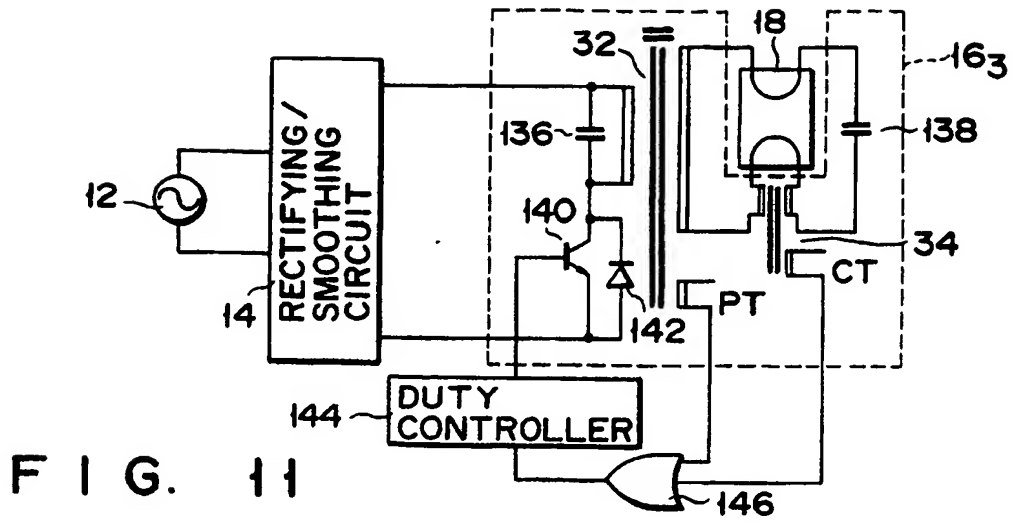 18
32
16₃
136
138
RECTIFYING/
SMOOTHING
CIRCUIT
12
140
34
14
CT
142
PT
144
DUTY
CONTROLLER
FIG. 11
146